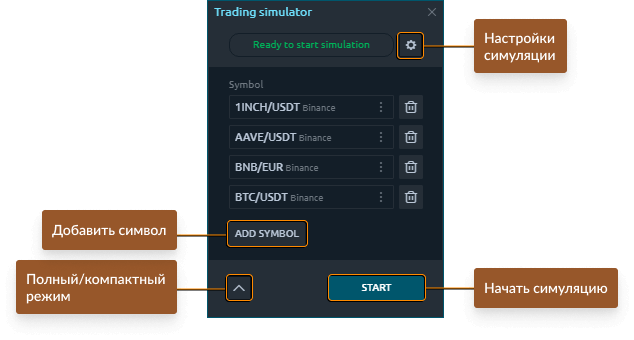 Trading simulator
Ready to start simulation
Настройки
симуляции
Symbol
1INCH/USDT Binance
AAVE/USDT Binance
BNB/EUR Binance
BTC/USDT Binance
Добавить символ
ADD SYMBOL
Полный/компактный
режим
START
Начать симуляцию